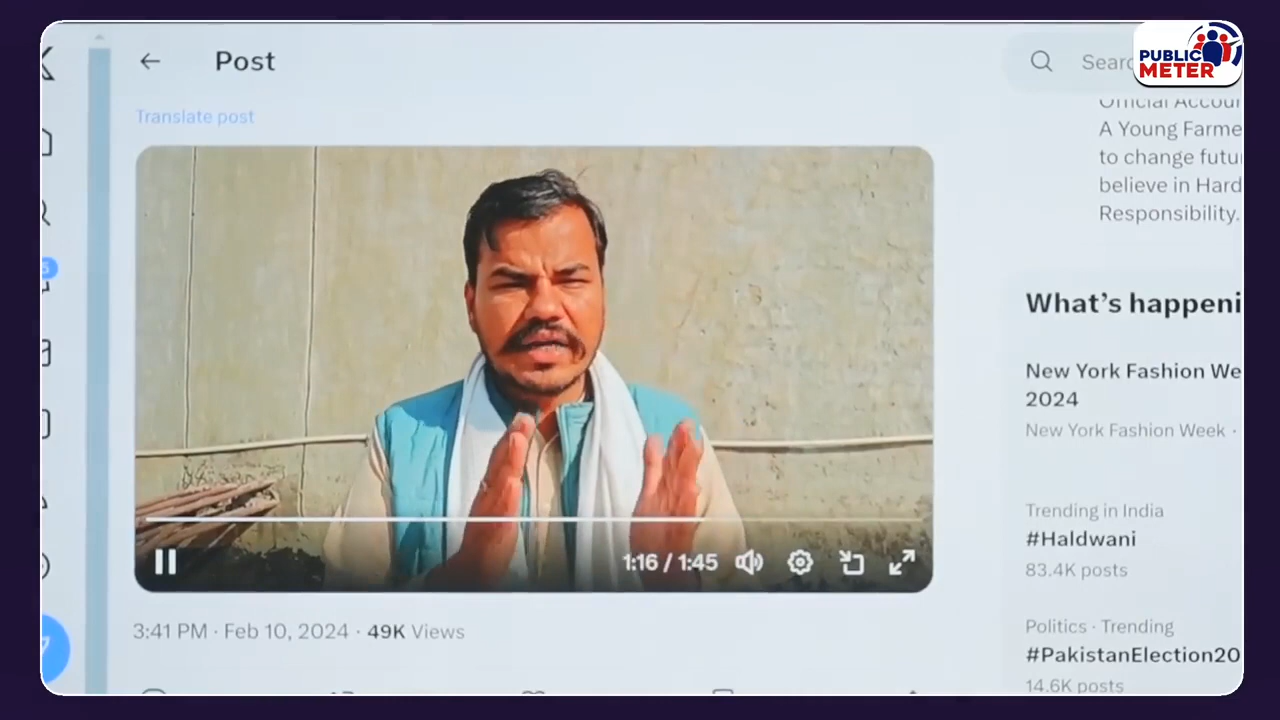 PUBLIC
METER
Post
Translate post
A Young Farme
to change futu
believe in Hard
Responsibility.
What's happeni
New York Fashion We
2024
New York Fashion Week ·
1:16 / 1:45
Trending in India
#Haldwani
83.4K posts
3:41 PM · Feb 10, 2024 · 49K Views
Politics · Trending
#PakistanElection20
14.6K posts